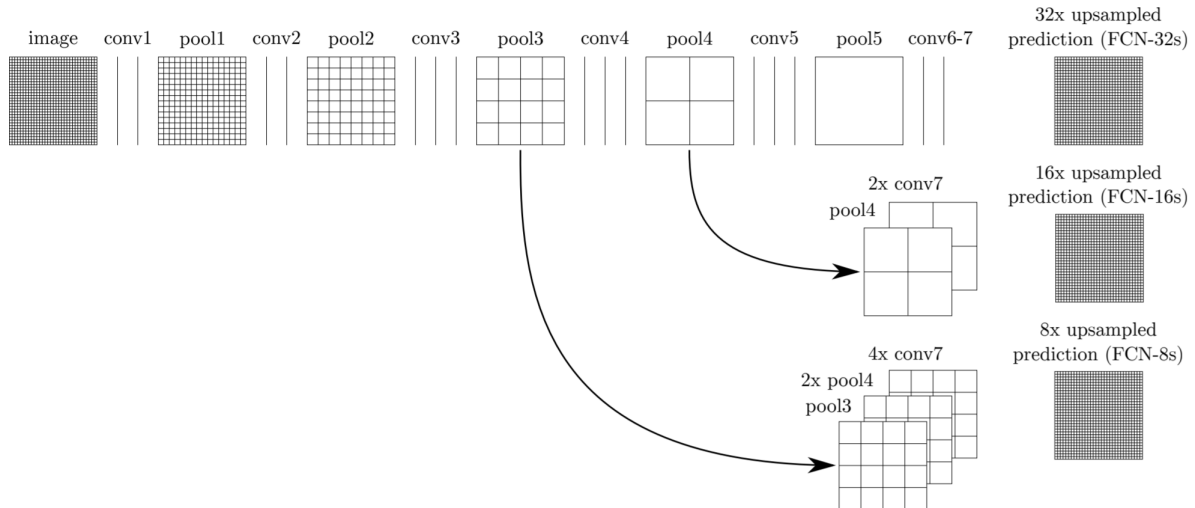 image
conv1
pool1
conv2
pool2
conv3
pool3
conv4
pool4
conv5
pool5
conv6-7
32x upsampled
prediction (FCN-32s)
2x conv7
pool4
16x upsampled
prediction (FCN-16s)
4x conv7
2x pool4
pool3
8x upsampled
prediction (FCN-8s)